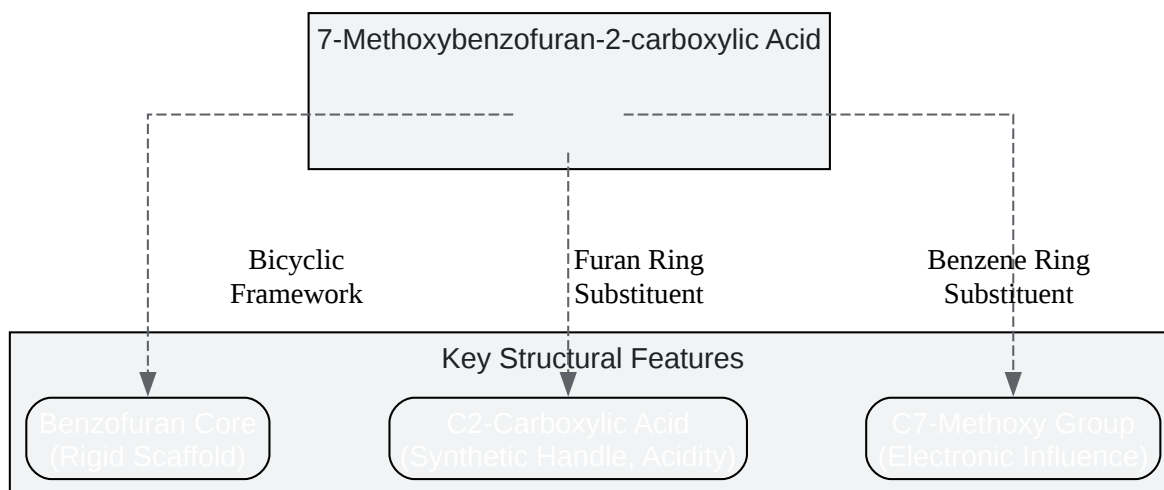 7-Methoxybenzofuran-2-carboxylic Acid
Bicyclic
Framework
Furan Ring
Substituent
Benzene Ring
Substituent
Key Structural Features
Benzofuran Core
(Rigid Scaffold)
C2-Carboxylic Acid
(Synthetic Handle, Acidity)
C7-Methoxy Group
(Electronic Influence)